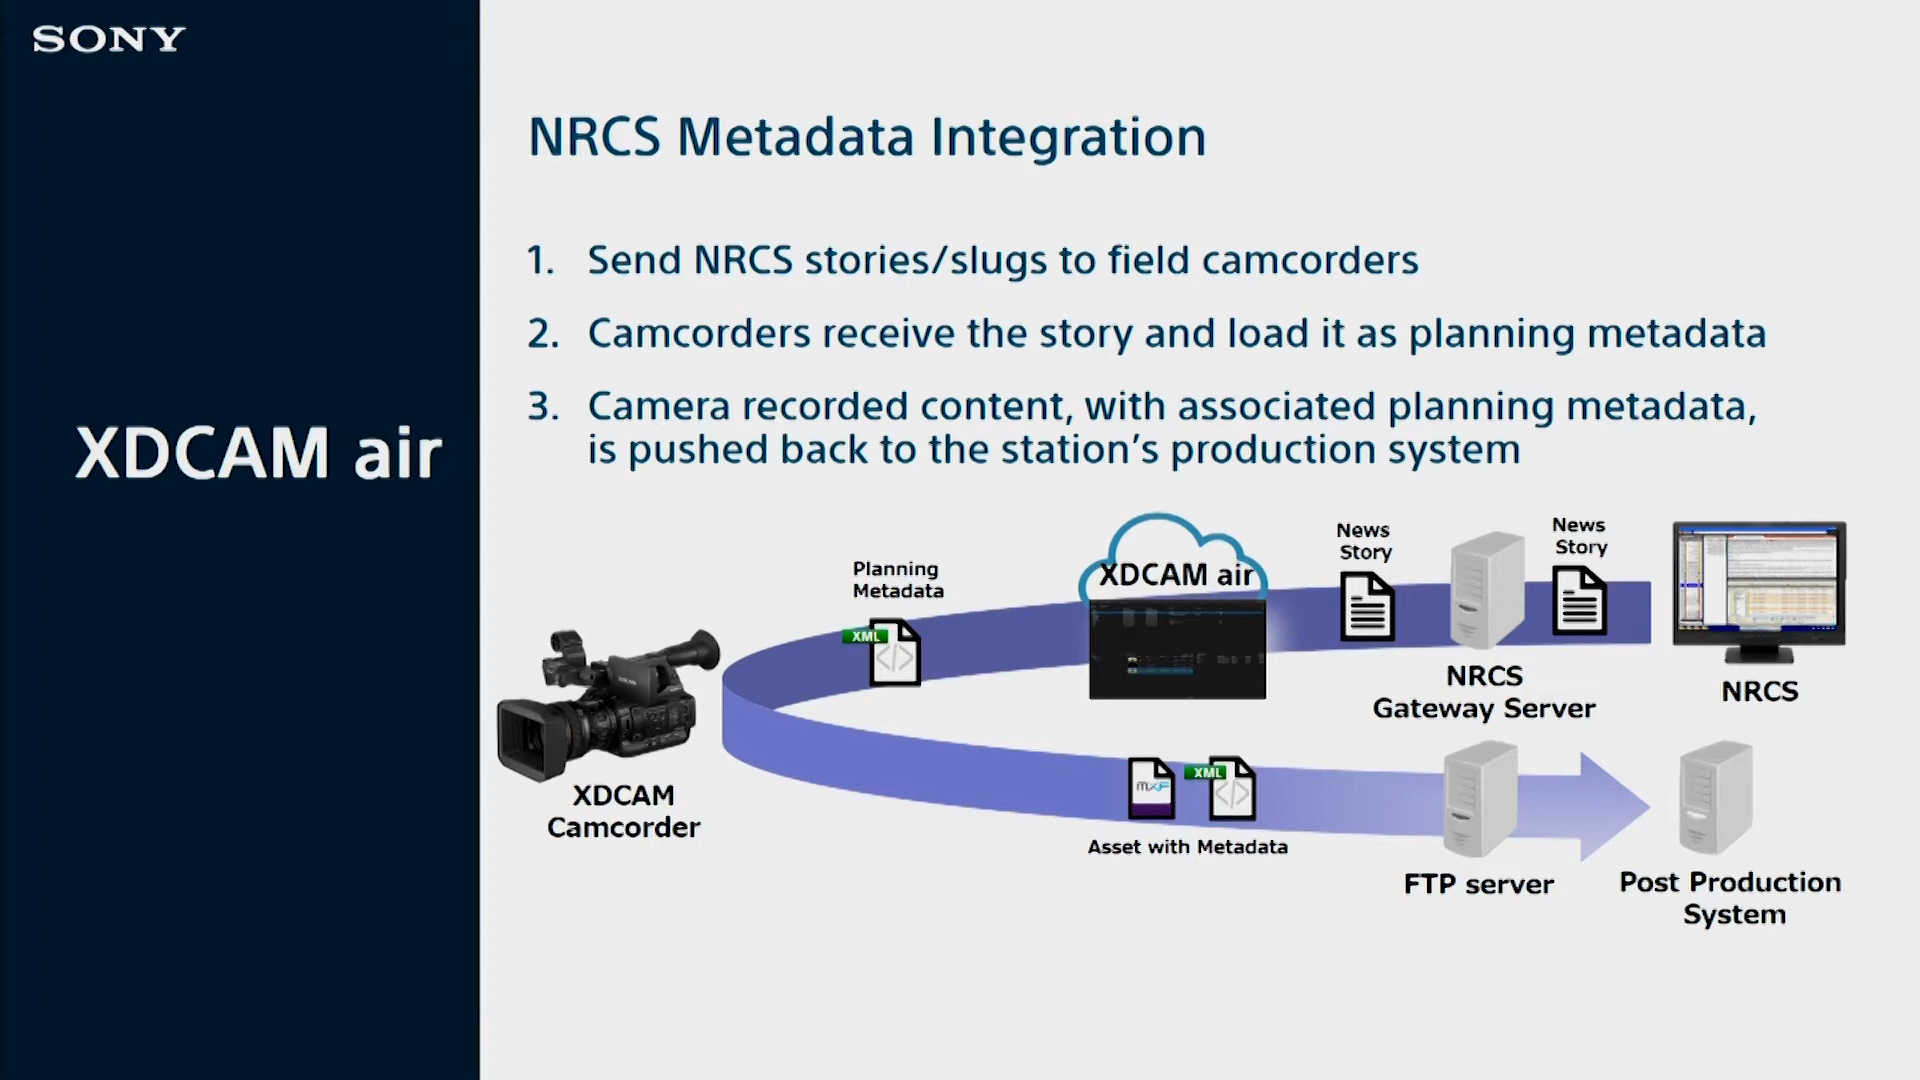 SONY
XDCAM air
NRCS Metadata Integration
1. Send NRCS stories/slugs to field camcorders
2. Camcorders receive the story and load it as planning metadata
3. Camera recorded content, with associated planning metadata,
is pushed back to the station's production system
Planning
Metadata
XML
XDCAM air
News
Story
News
Story
NRCS
Gateway Server
NRCS
XDCAM
Camcorder
MXF
XML
Asset with Metadata
FTP server
Post Production
System